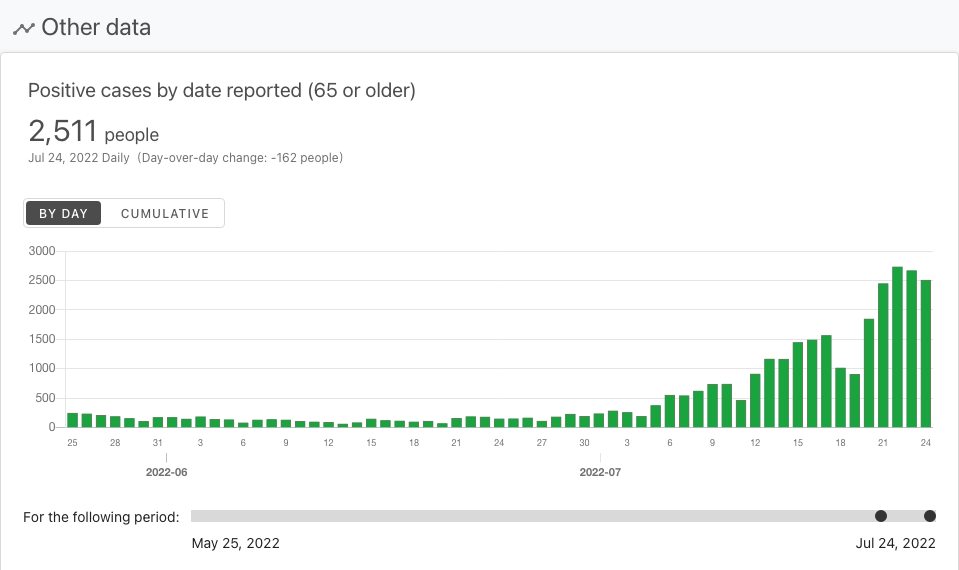 Other data
Positive cases by date reported (65 or older)
2,511 people
Jul 24, 2022 Daily (Day-over-day change: -162 people)
BY DAY CUMULATIVE
3000
2500
2000
1500
1000
500
0
25 28 31 3 6 9 12 15 18 21 24 27 30 3 6 9 12 15 18 21 24
2022-06 2022-07
For the following period:
May 25, 2022 Jul 24, 2022